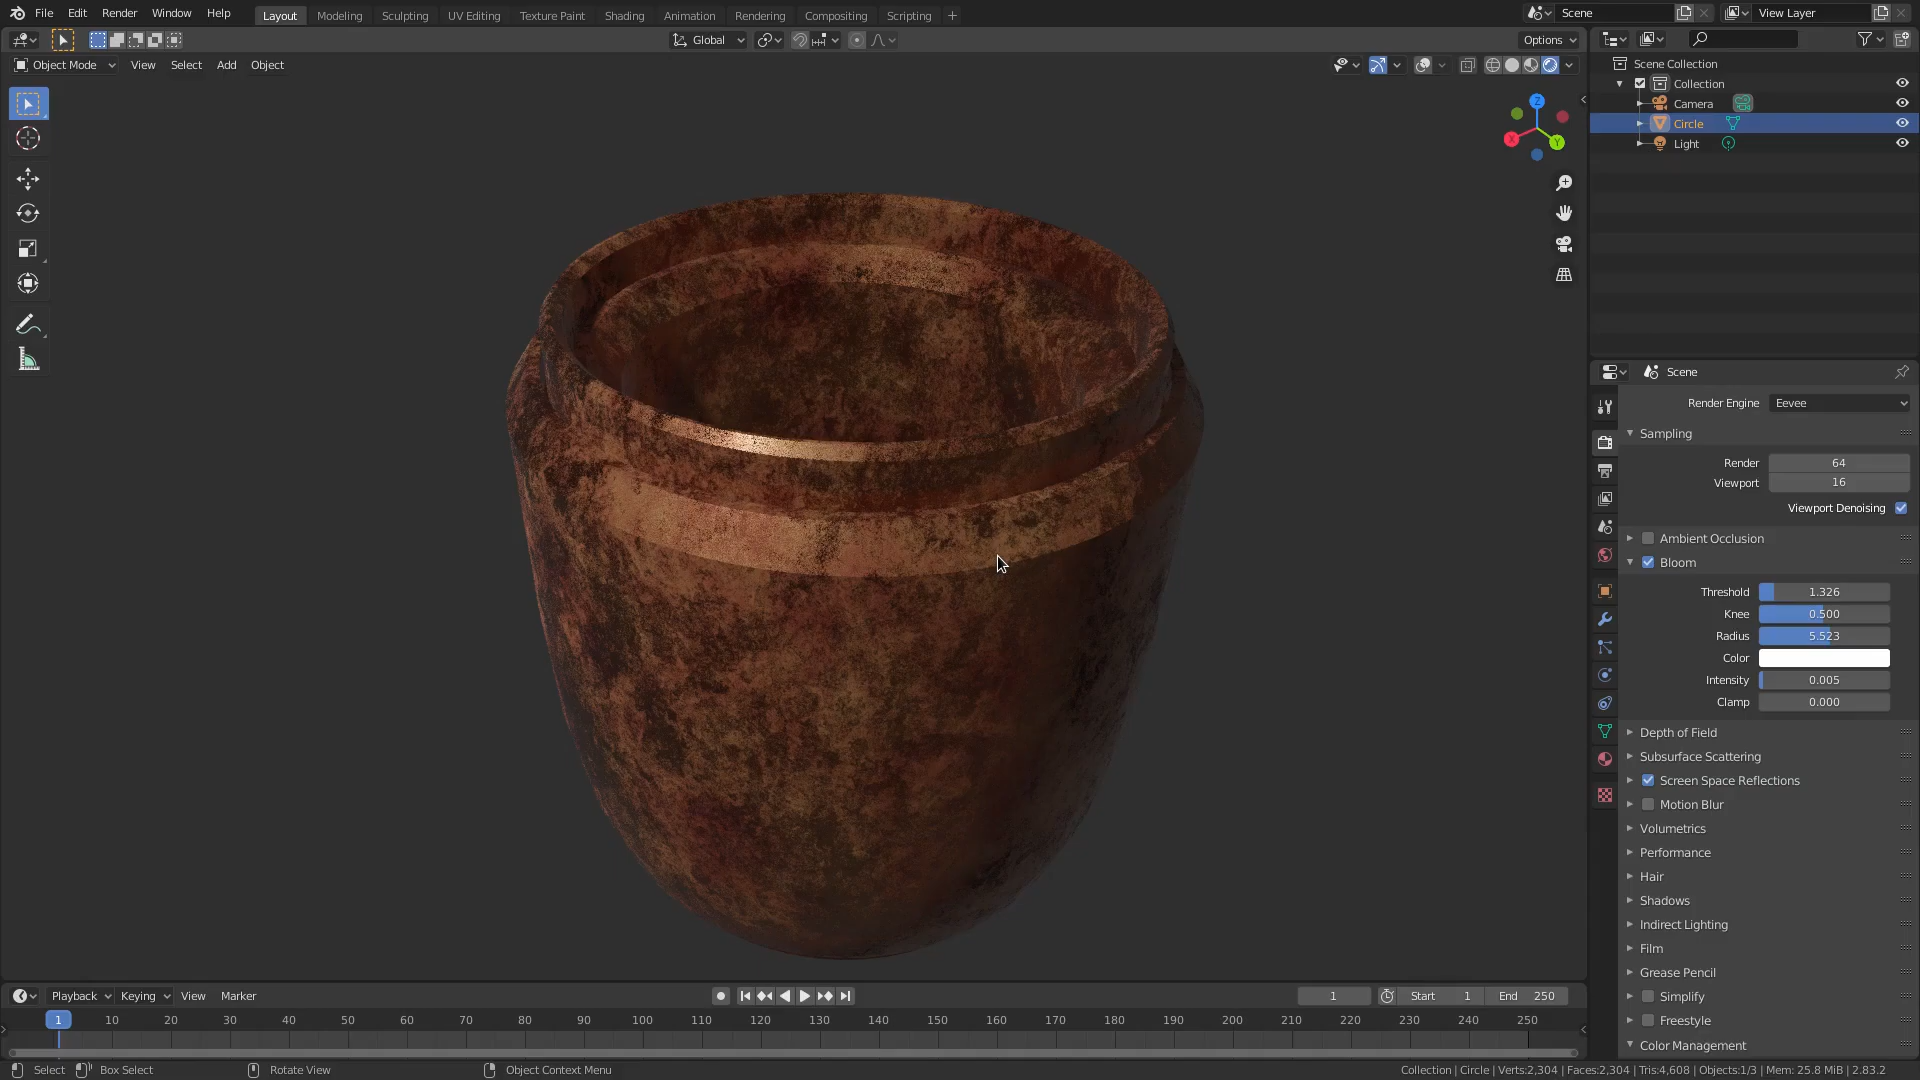 File Edit Render Window Help Layout Modeling Sculpting UV Editing Texture Paint Shading Animation Rendering Compositing Scripting + Scene View Layer
Global Options
Object Mode View Select Add Object
Z
X
Y
Scene Collection
Collection
Camera
Circle
Light
Scene
Render Engine Eevee
Sampling
Render 64
Viewport 16
Viewport Denoising
Ambient Occlusion
Bloom
Threshold 1.326
Knee 0.500
Radius 5.523
Color
Intensity 0.005
Clamp 0.000
Depth of Field
Subsurface Scattering
Screen Space Reflections
Motion Blur
Volumetrics
Performance
Hair
Shadows
Indirect Lighting
Film
Grease Pencil
Simplify
Freestyle
Color Management
Playback Keying View Marker 1 Start 1 End 250
1 10 20 30 40 50 60 70 80 90 100 110 120 130 140 150 160 170 180 190 200 210 220 230 240 250
Select Box Select Rotate View Object Context Menu Collection | Circle | Verts:2,304 | Faces:2,304 | Tris:4,608 | Objects:1/3 | Mem: 25.8 MiB | 2.83.2